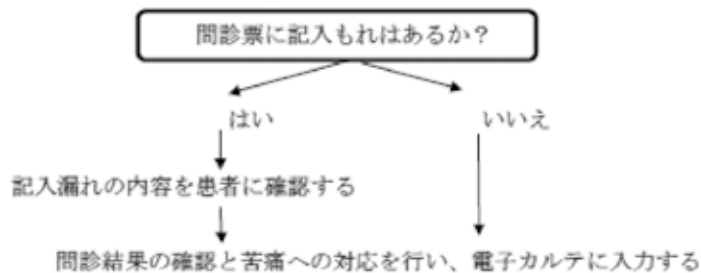 問診票に記入もれはあるか？
はい
いいえ
記入漏れの内容を患者に確認する
問診結果の確認と苦痛への対応を行い、電子カルテに入力する